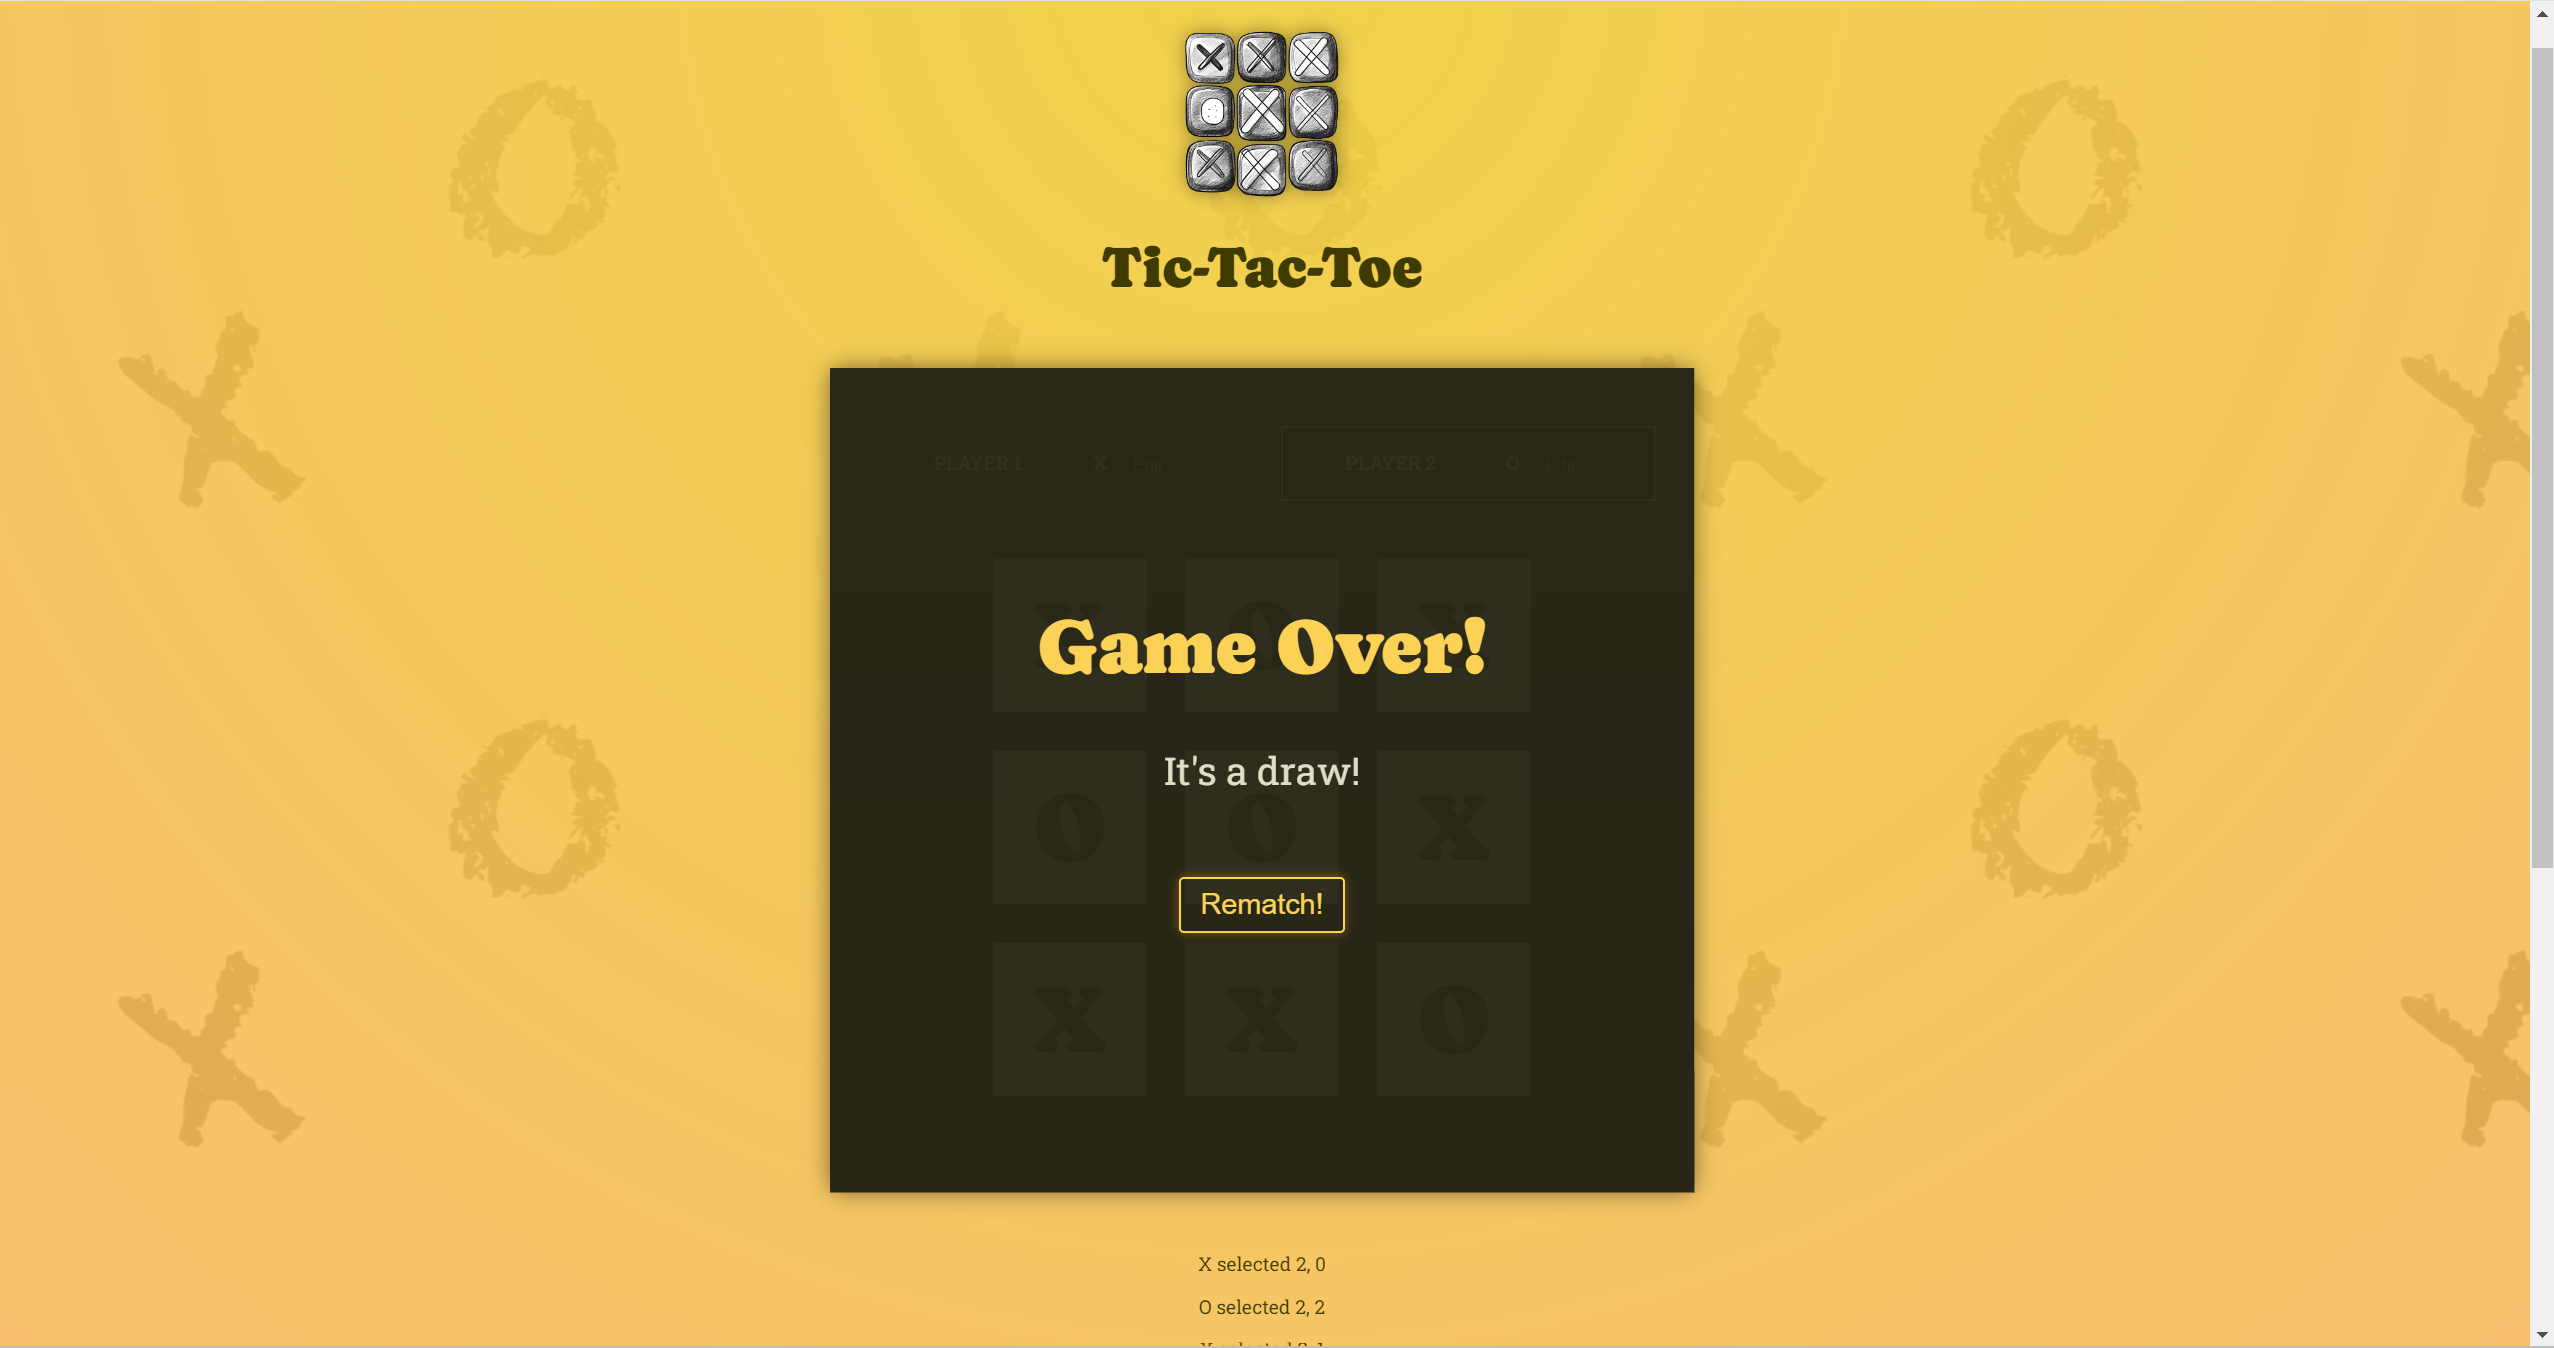 Tic-Tac-Toe
PLAYER 1 X Edit PLAYER 2 O Edit
X O X
Game Over!
It's a draw!
O O X
Rematch!
X X O
X selected 2, 0
O selected 2, 2